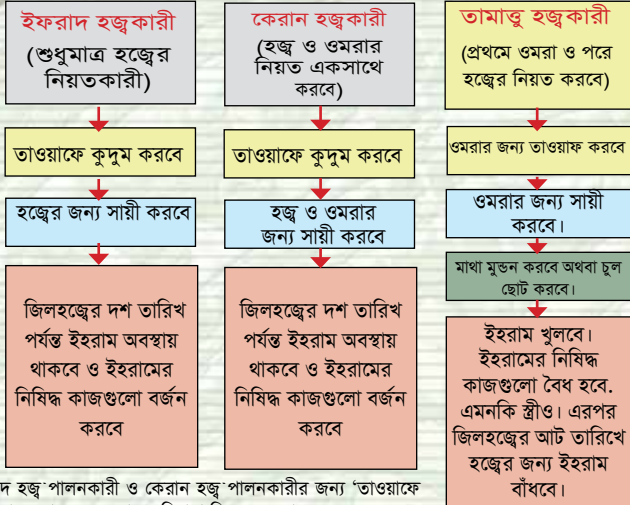 ইফরাদ হজ্বকারী
(শুধুমাত্র হজ্বের
নিয়তকারী)
তাওয়াফে কুদুম করবে
হজ্বের জন্য সায়ী করবে
জিলহজ্বের দশ তারিখ
পর্যন্ত ইহরাম অবস্থায়
থাকবে ও ইহরামের
নিষিদ্ধ কাজগুলো বর্জন
করবে
কেরান হজ্বকারী
(হজ্ব ও ওমরার
নিয়ত একসাথে
করবে)
তাওয়াফে কুদুম করবে
হজ্ব ও ওমরার
জন্য সায়ী করবে
জিলহজ্বের দশ তারিখ
পর্যন্ত ইহরাম অবস্থায়
থাকবে ও ইহরামের
নিষিদ্ধ কাজগুলো বর্জন
করবে
তামাত্তু হজ্বকারী
(প্রথমে ওমরা ও পরে
হজ্বের নিয়ত করবে)
ওমরার জন্য তাওয়াফ করবে
ওমরার জন্য সায়ী
করবে।
মাথা মুন্ডন করবে অথবা চুল
ছোট করবে।
ইহরাম খুলবে।
ইহরামের নিষিদ্ধ
কাজগুলো বৈধ হবে.
এমনকি স্ত্রীও। এরপর
জিলহজ্বের আট তারিখে
হজ্বের জন্য ইহরাম
বাঁধবে।
দ হজ্ব পালনকারী ও কেরান হজ্ব পালনকারীর জন্য ‘তাওয়াফে